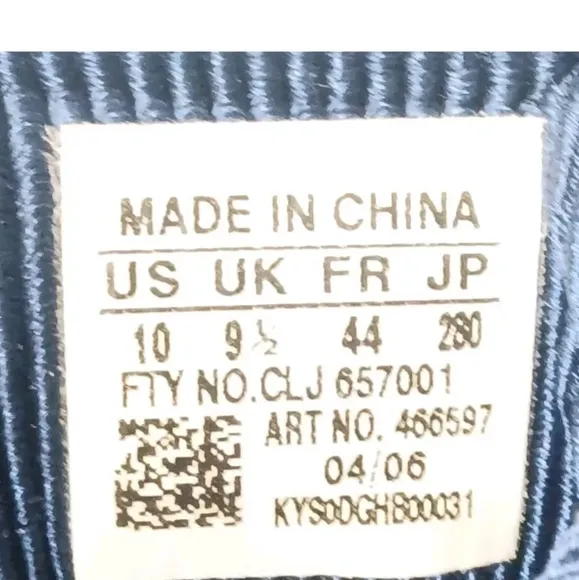 MADE IN CHINA
US UK FR JP
10 9½ 44 280
FTY NO.CLJ 657001
ART NO. 466597
04/06
KYS0DGHB00031